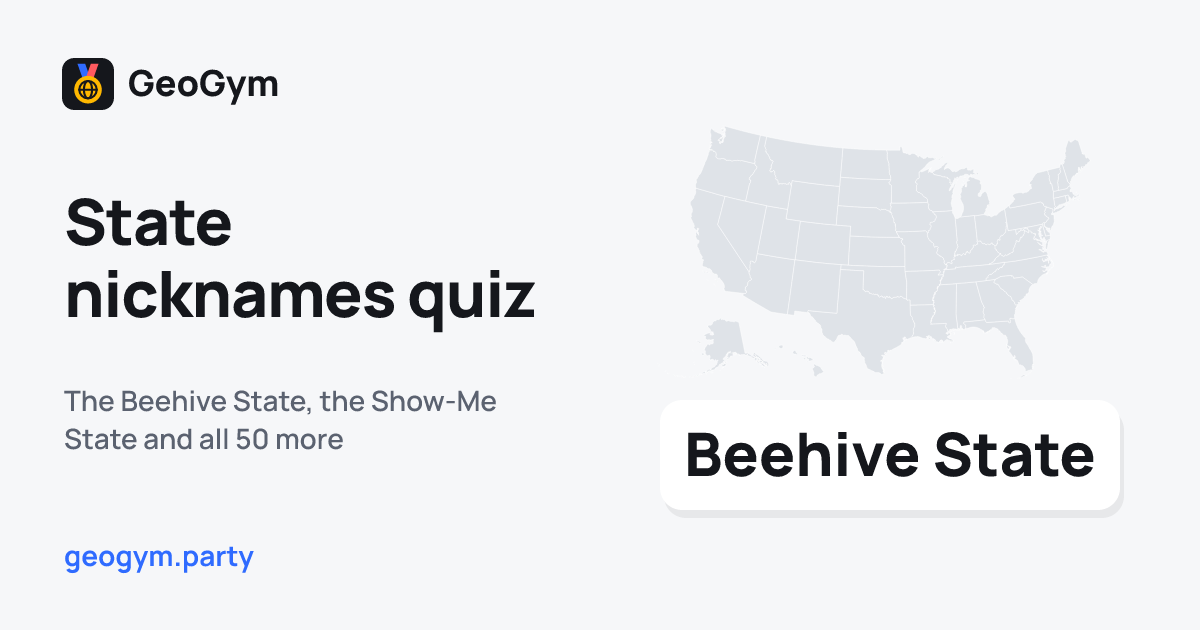 GeoGym
State
nicknames quiz
The Beehive State, the Show-Me
State and all 50 more
Beehive State
geogym.party